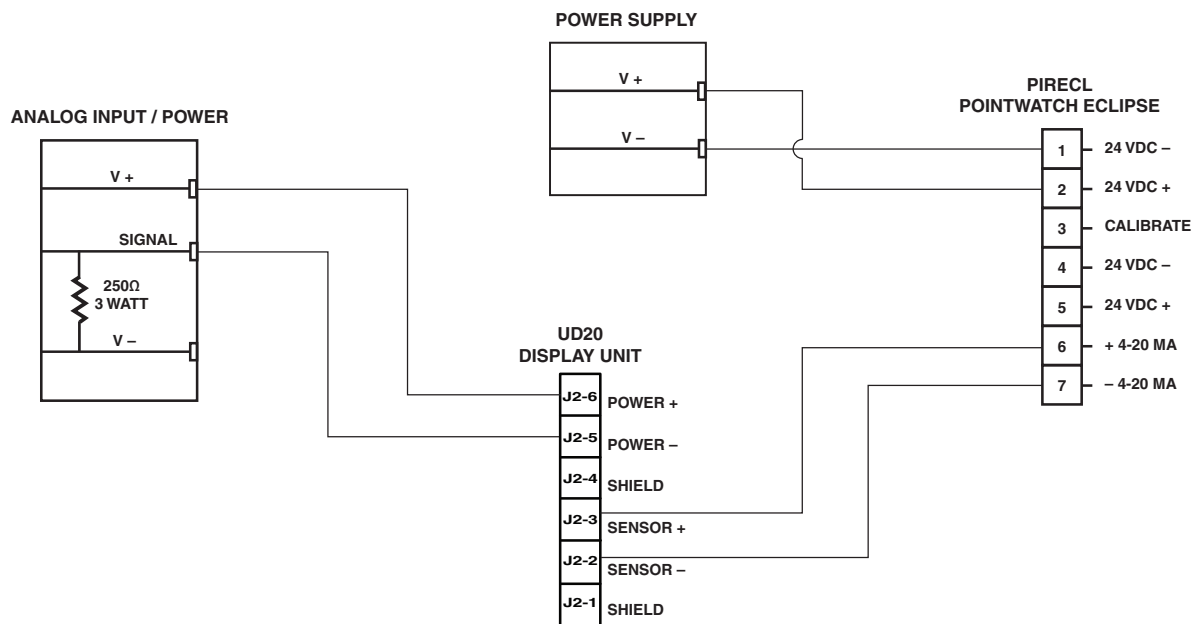 POWER SUPPLY
V +
V –
ANALOG INPUT / POWER
V +
SIGNAL
250Ω
3 WATT
V –
PIRECL
POINTWATCH ECLIPSE
1 24 VDC –
2 24 VDC +
3 CALIBRATE
4 24 VDC –
5 24 VDC +
6 + 4-20 MA
7 – 4-20 MA
UD20
DISPLAY UNIT
J2-6 POWER +
J2-5 POWER –
J2-4 SHIELD
J2-3 SENSOR +
J2-2 SENSOR –
J2-1 SHIELD